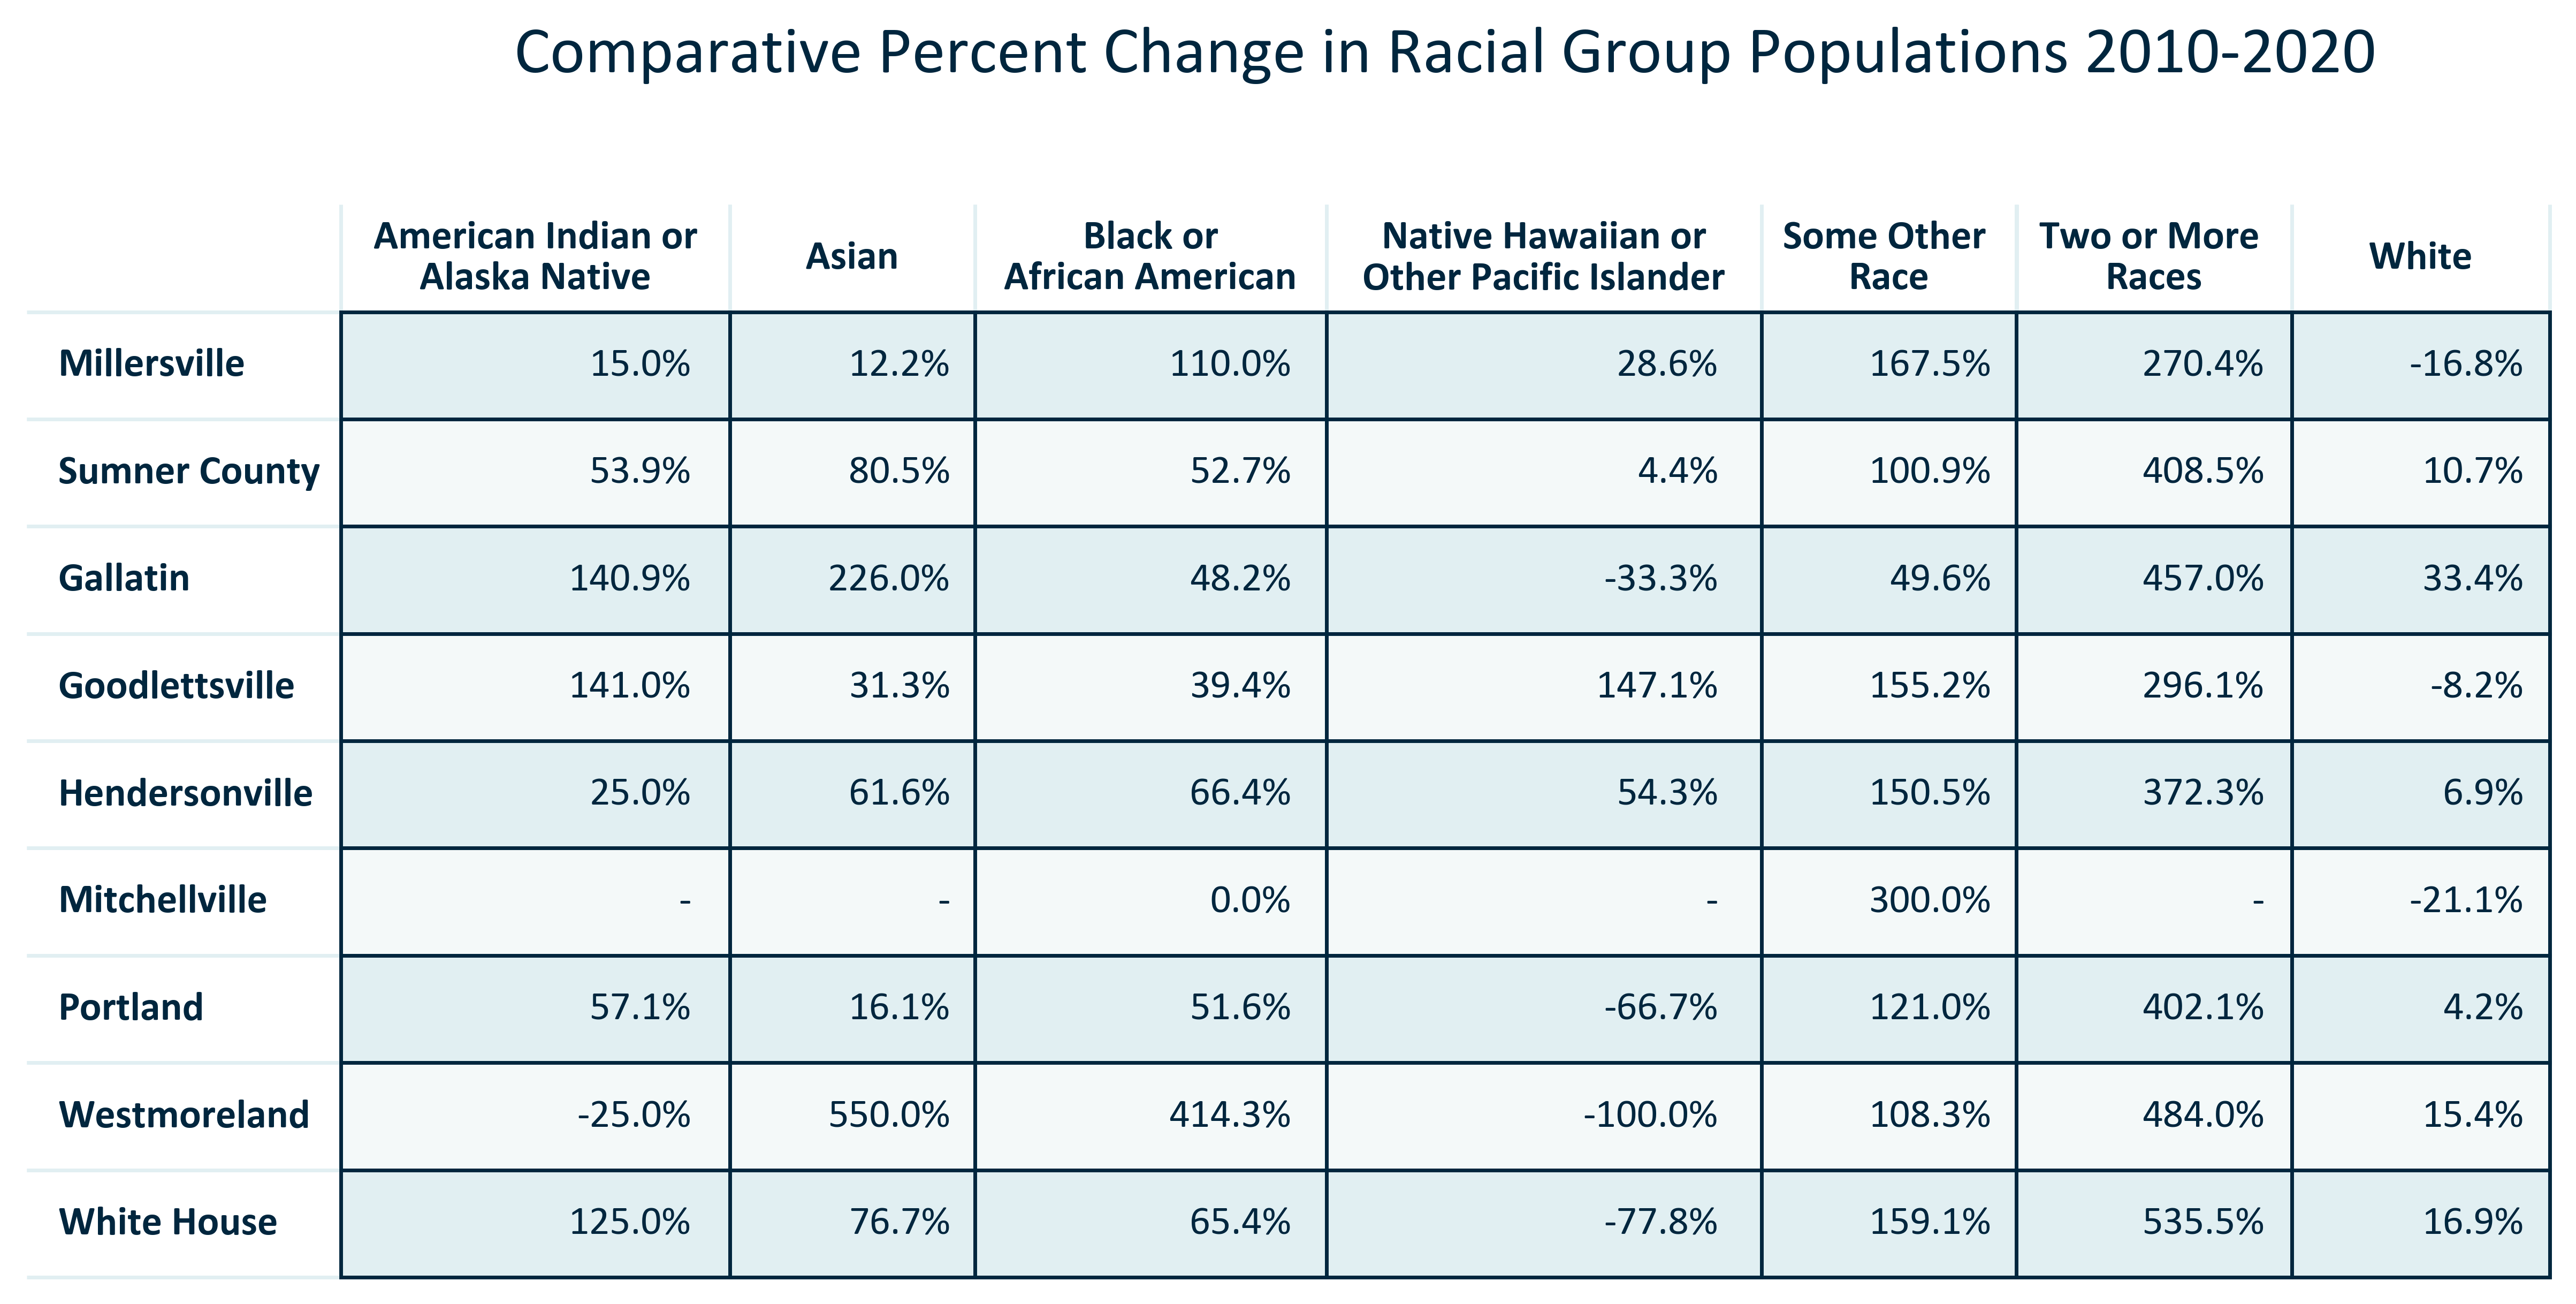 Comparative Percent Change in Racial Group Populations 2010-2020
American Indian or
Alaska Native
Asian
Black or
African American
Native Hawaiian or
Other Pacific Islander
Some Other
Race
Two or More
Races
White
Millersville 15.0% 12.2% 110.0% 28.6% 167.5% 270.4% -16.8%
Sumner County 53.9% 80.5% 52.7% 4.4% 100.9% 408.5% 10.7%
Gallatin 140.9% 226.0% 48.2% -33.3% 49.6% 457.0% 33.4%
Goodlettsville 141.0% 31.3% 39.4% 147.1% 155.2% 296.1% -8.2%
Hendersonville 25.0% 61.6% 66.4% 54.3% 150.5% 372.3% 6.9%
Mitchellville - - 0.0% - 300.0% - -21.1%
Portland 57.1% 16.1% 51.6% -66.7% 121.0% 402.1% 4.2%
Westmoreland -25.0% 550.0% 414.3% -100.0% 108.3% 484.0% 15.4%
White House 125.0% 76.7% 65.4% -77.8% 159.1% 535.5% 16.9%